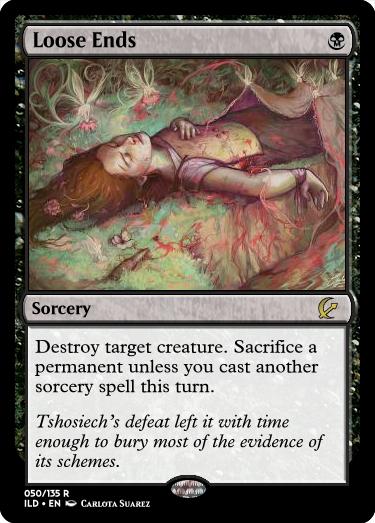 Loose Ends
Sorcery
Destroy target creature. Sacrifice a
permanent unless you cast another
sorcery spell this turn.
Tshosiech's defeat left it with time
enough to bury most of the evidence of
its schemes.
050/135 R
ILD • EN Carlota Suarez